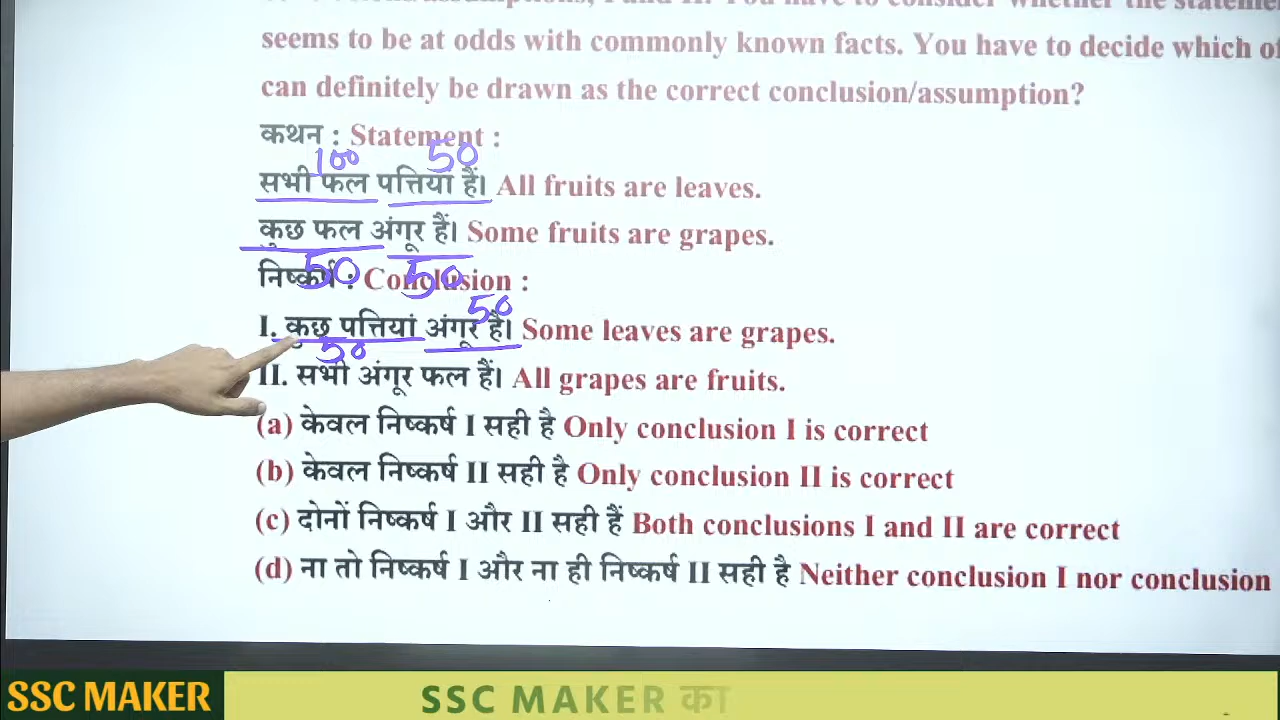 seems to be at odds with commonly known facts. You have to decide which of
can definitely be drawn as the correct conclusion/assumption?
कथन : Statement :
100 50
सभी फल पत्तियां हैं। All fruits are leaves.
कुछ फल अंगूर हैं। Some fruits are grapes.
50 50
निष्कर्ष : Conclusion :
50
I. कुछ पत्तियां अंगूर हैं। Some leaves are grapes.
50
II. सभी अंगूर फल हैं। All grapes are fruits.
(a) केवल निष्कर्ष I सही है Only conclusion I is correct
(b) केवल निष्कर्ष II सही है Only conclusion II is correct
(c) दोनों निष्कर्ष I और II सही हैं Both conclusions I and II are correct
(d) ना तो निष्कर्ष I और ना ही निष्कर्ष II सही है Neither conclusion I nor conclusion
SSC MAKER SSC MAKER का